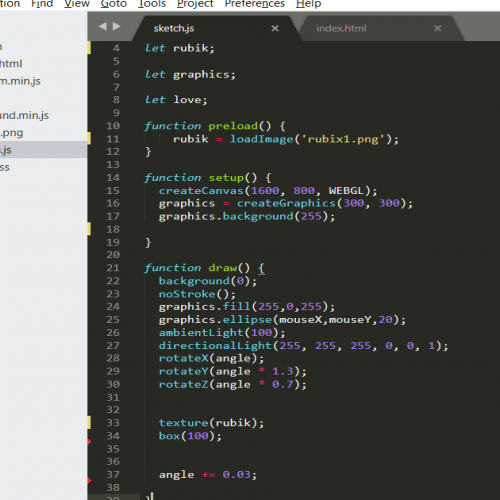 tion Find View Goto Tools Project Preferences Help
sketch.js × index.html ×
html
m.min.js
und.min.js
.png
.js
ss
4 let rubik;
5
6 let graphics;
7
8 let love;
9
10 function preload() {
11 rubik = loadImage('rubix1.png');
12 }
13
14 function setup() {
15 createCanvas(1600, 800, WEBGL);
16 graphics = createGraphics(300, 300);
17 graphics.background(255);
18
19 }
20
21 function draw() {
22 background(0);
23 noStroke();
24 graphics.fill(255,0,255);
25 graphics.ellipse(mouseX,mouseY,20);
26 ambientLight(100);
27 directionalLight(255, 255, 255, 0, 0, 1);
28 rotateX(angle);
29 rotateY(angle * 1.3);
30 rotateZ(angle * 0.7);
31
32
33 texture(rubik);
34 box(100);
35
36
37 angle += 0.03;
38
39 }